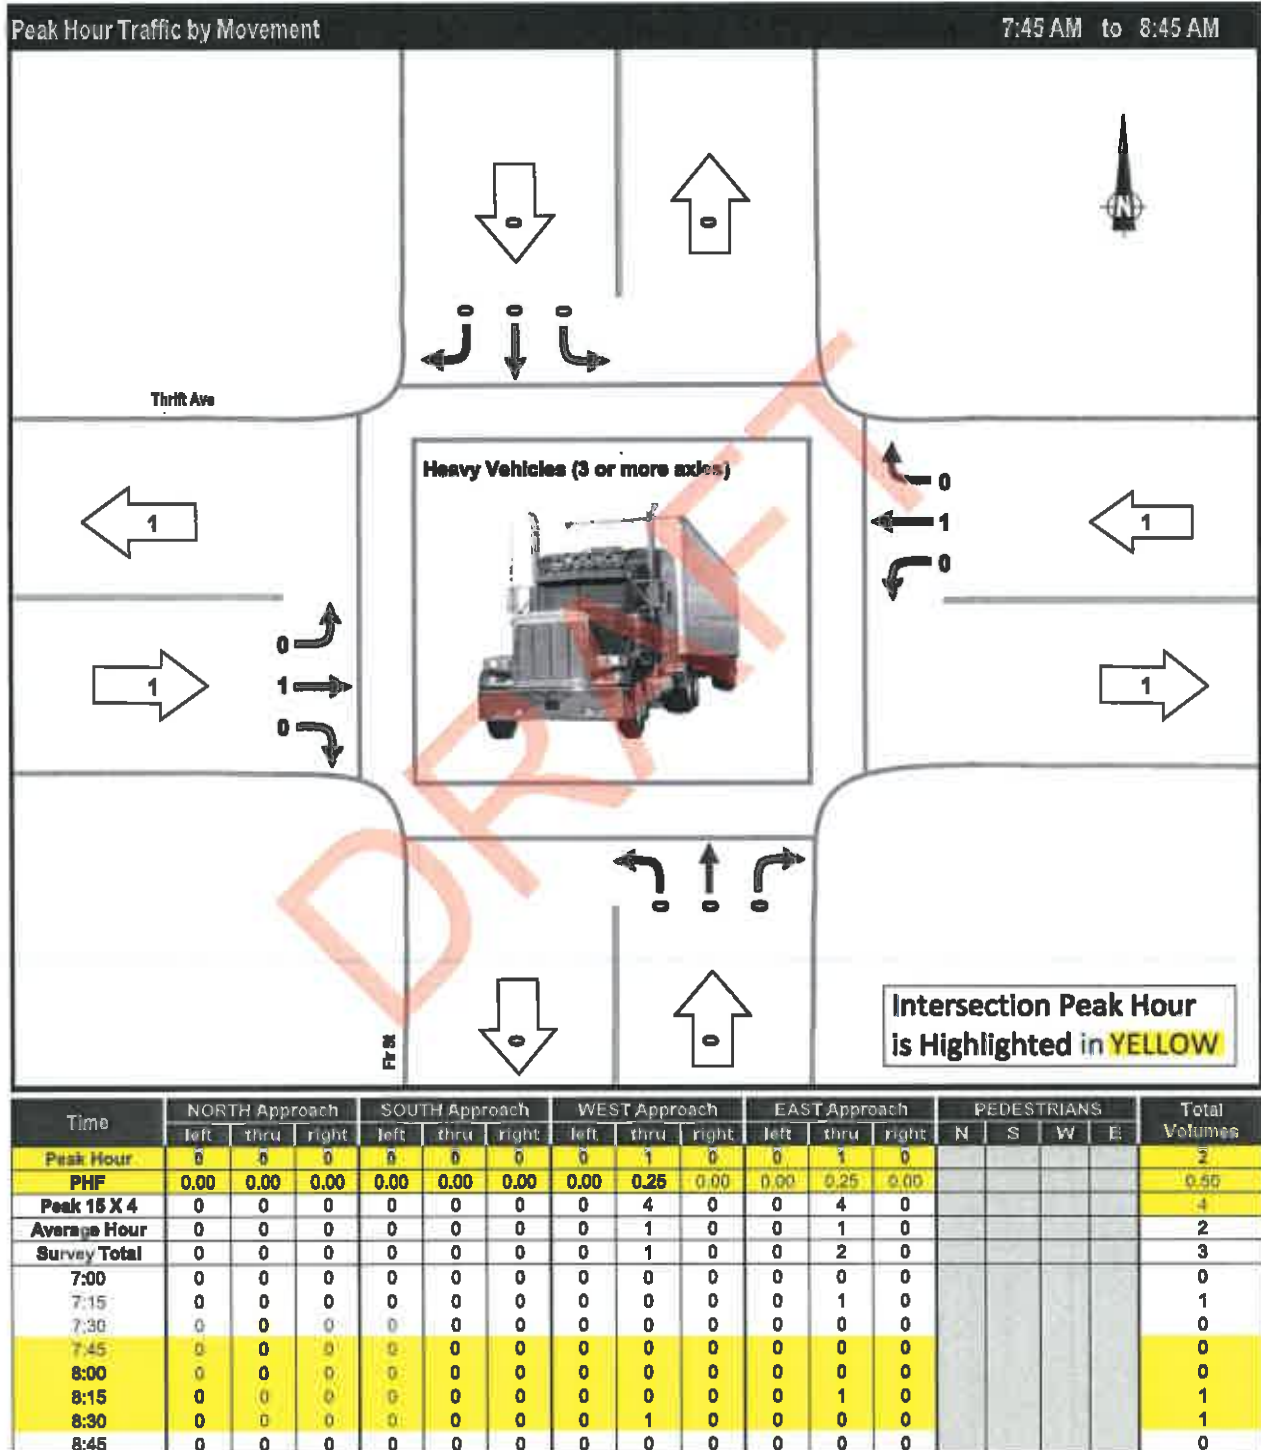 Peak Hour Traffic by Movement 7:45 AM to 8:45 AM
0 0
N
0 0 0
Thrift Ave
Heavy Vehicles (3 or more axles)
0
1 1 1
0
0
1 1 1
0
DRAFT
0 0 0
Intersection Peak Hour
is Highlighted in YELLOW
Fir St
0 0
Time NORTH Approach SOUTH Approach WEST Approach EAST Approach PEDESTRIANS Total
left thru right left thru right left thru right left thru right N S W E Volumes
Peak Hour 0 0 0 0 0 0 0 1 0 0 1 0 2
PHF 0.00 0.00 0.00 0.00 0.00 0.00 0.00 0.25 0.00 0.00 0.25 0.00 0.50
Peak 15 X 4 0 0 0 0 0 0 0 4 0 0 4 0 4
Average Hour 0 0 0 0 0 0 0 1 0 0 1 0 2
Survey Total 0 0 0 0 0 0 0 1 0 0 2 0 3
7:00 0 0 0 0 0 0 0 0 0 0 0 0 0
7:15 0 0 0 0 0 0 0 0 0 0 1 0 1
7:30 0 0 0 0 0 0 0 0 0 0 0 0 0
7:45 0 0 0 0 0 0 0 0 0 0 0 0 0
8:00 0 0 0 0 0 0 0 0 0 0 0 0 0
8:15 0 0 0 0 0 0 0 0 0 0 1 0 1
8:30 0 0 0 0 0 0 0 1 0 0 0 0 1
8:45 0 0 0 0 0 0 0 0 0 0 0 0 0